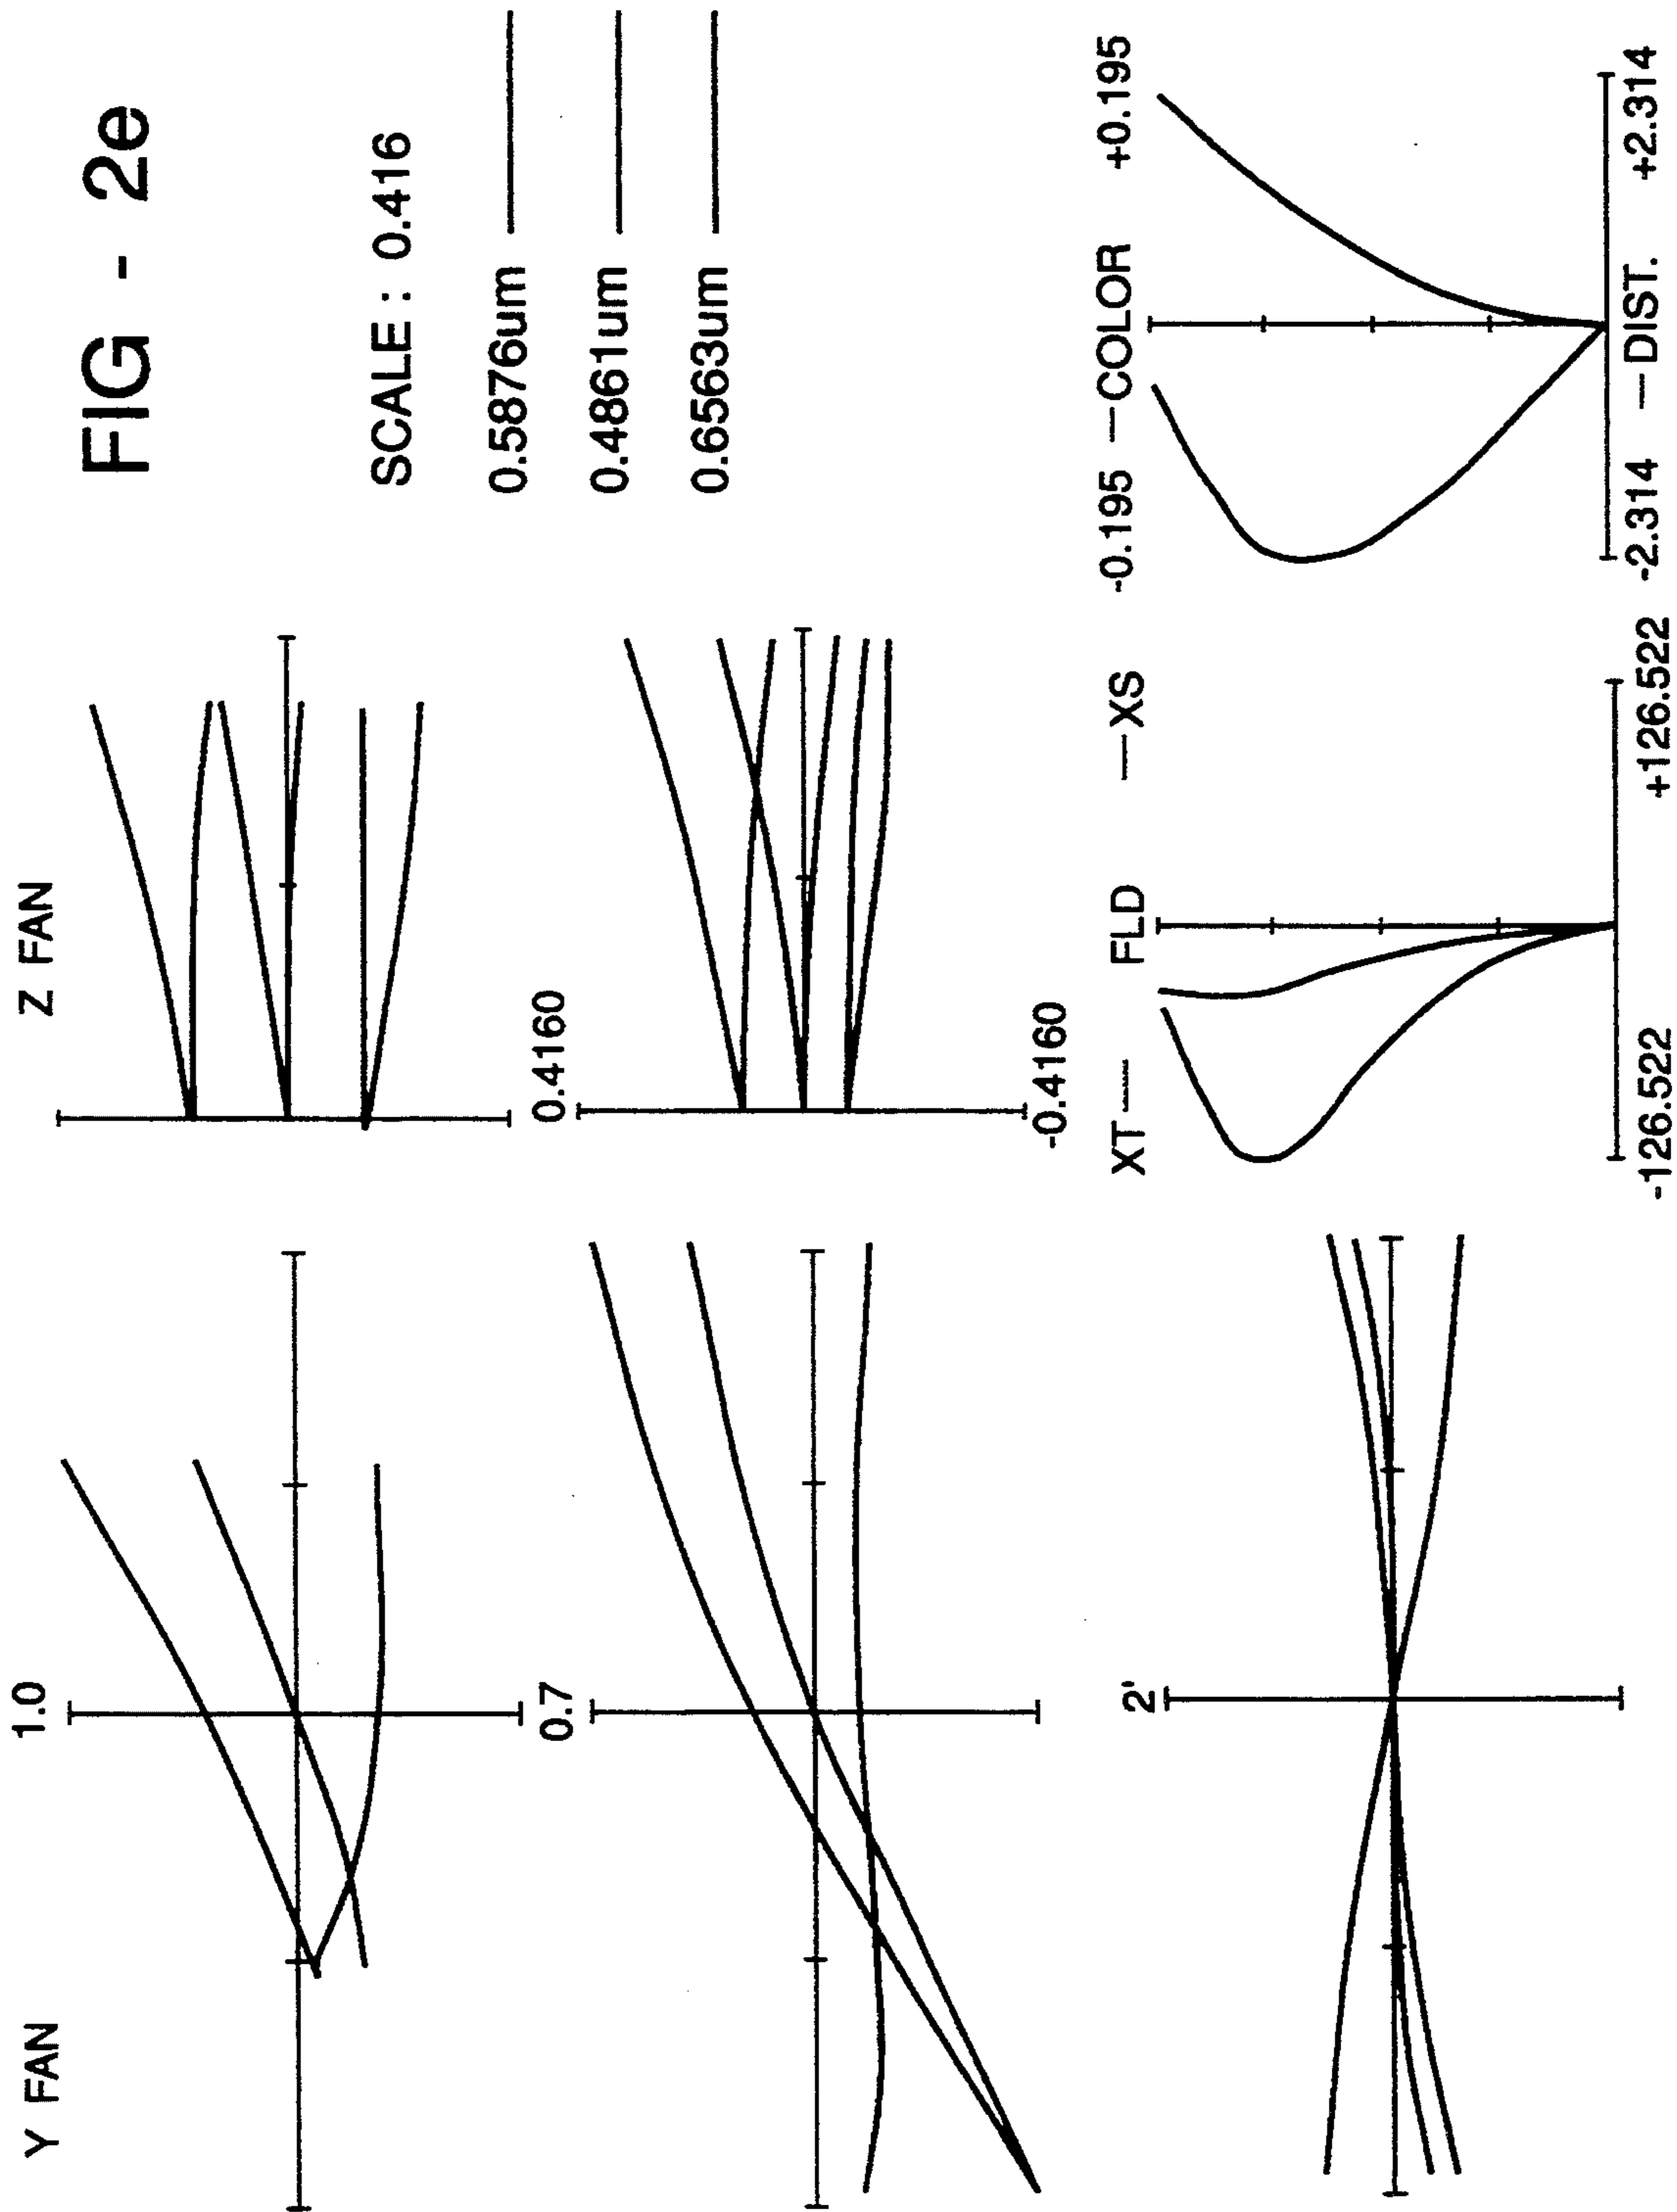 FIG - 2e
SCALE : 0.416
0.5876um
0.4861um
0.6563um
Y FAN
Z FAN
1.0
0.7
0.4160
-0.4160
2'
XT — FLD — XS
-126.522 +126.522
-0.195 — COLOR +0.195
-2.314 — DIST. +2.314